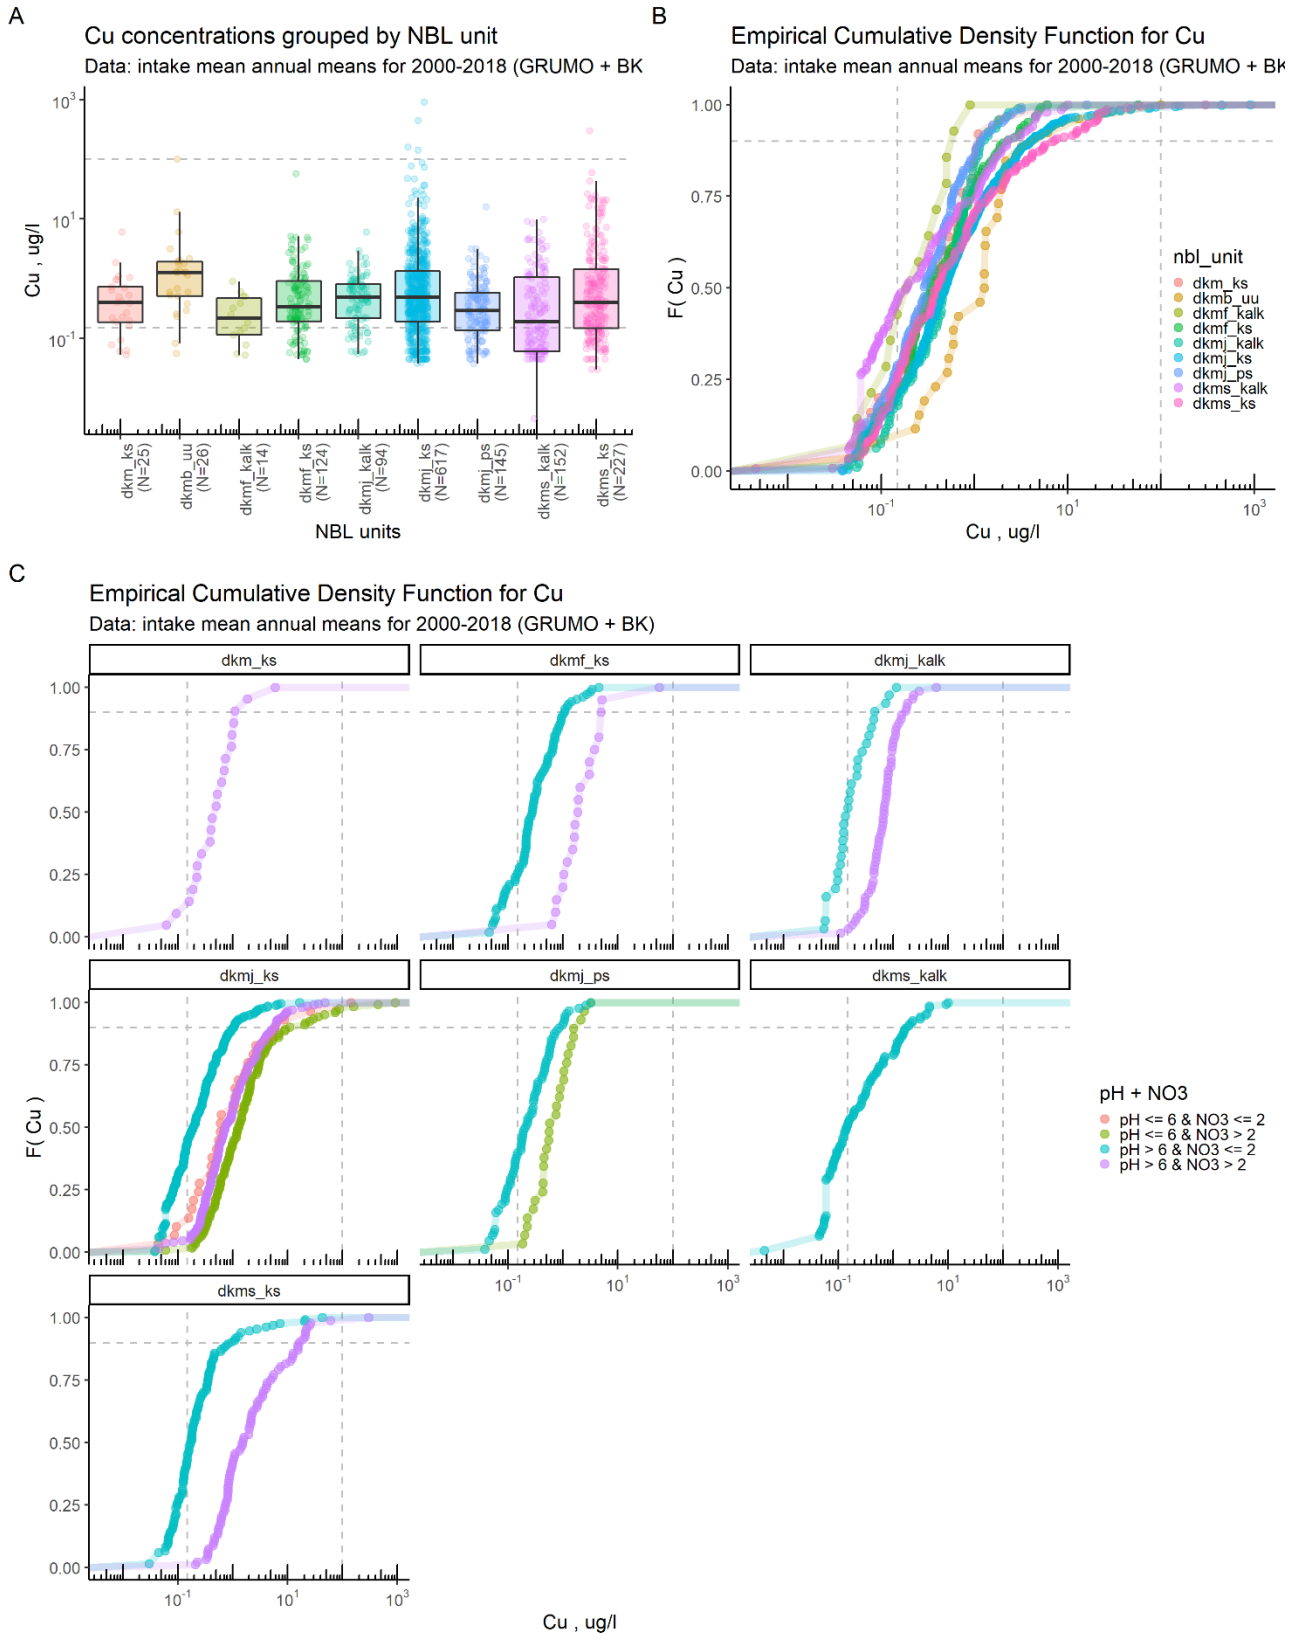 A
Cu concentrations grouped by NBL unit
Data: intake mean annual means for 2000-2018 (GRUMO + BK
Cu , ug/l
10³
10¹
10⁻¹
dkm_ks
(N=25)
dkmb_uu
(N=26)
dkmf_kalk
(N=14)
dkmf_ks
(N=124)
dkmj_kalk
(N=94)
dkmj_ks
(N=617)
dkmj_ps
(N=145)
dkms_kalk
(N=152)
dkms_ks
(N=227)
NBL units
B
Empirical Cumulative Density Function for Cu
Data: intake mean annual means for 2000-2018 (GRUMO + BK
F( Cu )
1.00
0.75
0.50
0.25
0.00
10⁻¹ 10¹ 10³
Cu , ug/l
nbl_unit
dkm_ks
dkmb_uu
dkmf_kalk
dkmf_ks
dkmj_kalk
dkmj_ks
dkmj_ps
dkms_kalk
dkms_ks
C
Empirical Cumulative Density Function for Cu
Data: intake mean annual means for 2000-2018 (GRUMO + BK)
dkm_ks dkmf_ks dkmj_kalk
1.00
0.75
0.50
0.25
0.00
dkmj_ks dkmj_ps dkms_kalk
1.00
0.75
0.50
0.25
0.00
10⁻¹ 10¹ 10³ 10⁻¹ 10¹ 10³
dkms_ks
1.00
0.75
0.50
0.25
0.00
10⁻¹ 10¹ 10³
F( Cu )
Cu , ug/l
pH + NO3
pH <= 6 & NO3 <= 2
pH <= 6 & NO3 > 2
pH > 6 & NO3 <= 2
pH > 6 & NO3 > 2